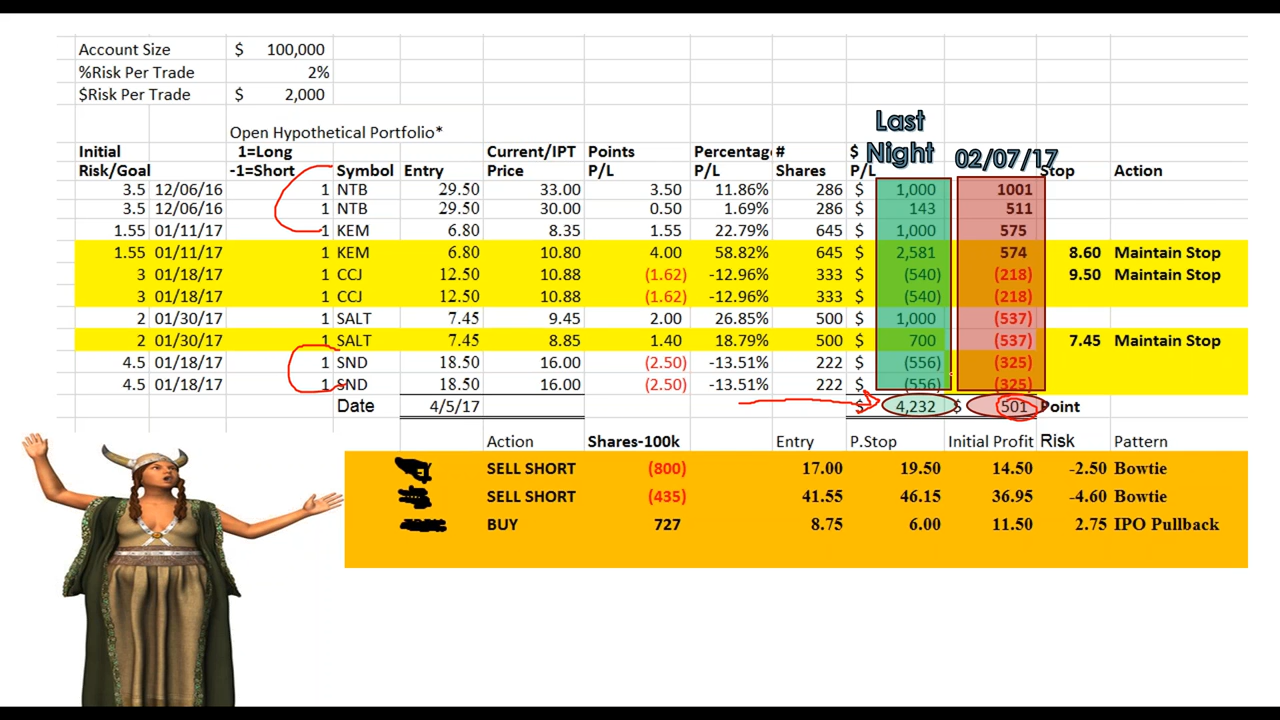 Account Size $ 100,000
%Risk Per Trade 2%
$Risk Per Trade $ 2,000
Last
Open Hypothetical Portfolio*
Initial 1=Long Current/IPT Points Percentage # $ Night 02/07/17
Risk/Goal -1=Short Symbol Entry Price P/L P/L Shares P/L Stop Action
3.5 12/06/16 1 NTB 29.50 33.00 3.50 11.86% 286 $ 1,000 1001
3.5 12/06/16 1 NTB 29.50 30.00 0.50 1.69% 286 $ 143 511
1.55 01/11/17 1 KEM 6.80 8.35 1.55 22.79% 645 $ 1,000 575
1.55 01/11/17 1 KEM 6.80 10.80 4.00 58.82% 645 $ 2,581 574 8.60 Maintain Stop
3 01/18/17 1 CCJ 12.50 10.88 (1.62) -12.96% 333 $ (540) (218) 9.50 Maintain Stop
3 01/18/17 1 CCJ 12.50 10.88 (1.62) -12.96% 333 $ (540) (218)
2 01/30/17 1 SALT 7.45 9.45 2.00 26.85% 500 $ 1,000 (537)
2 01/30/17 1 SALT 7.45 8.85 1.40 18.79% 500 $ 700 (537) 7.45 Maintain Stop
4.5 01/18/17 1 SND 18.50 16.00 (2.50) -13.51% 222 $ (556) (325)
4.5 01/18/17 1 SND 18.50 16.00 (2.50) -13.51% 222 $ (556) (325)
Date 4/5/17 $ 4,232 $ 501 Point
Action Shares-100k Entry P.Stop Initial Profit Risk Pattern
SELL SHORT (800) 17.00 19.50 14.50 -2.50 Bowtie
SELL SHORT (435) 41.55 46.15 36.95 -4.60 Bowtie
BUY 727 8.75 6.00 11.50 2.75 IPO Pullback